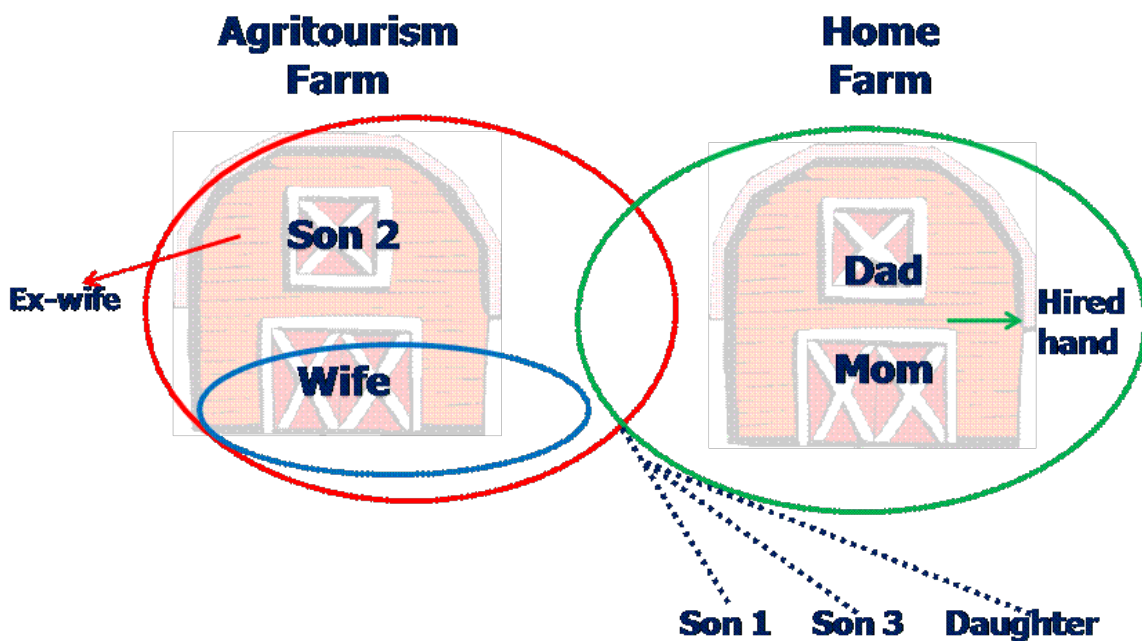 Agritourism
Farm
Home
Farm
Son 2
Ex-wife
Dad
Hired
hand
Wife
Mom
Son 1
Son 3
Daughter